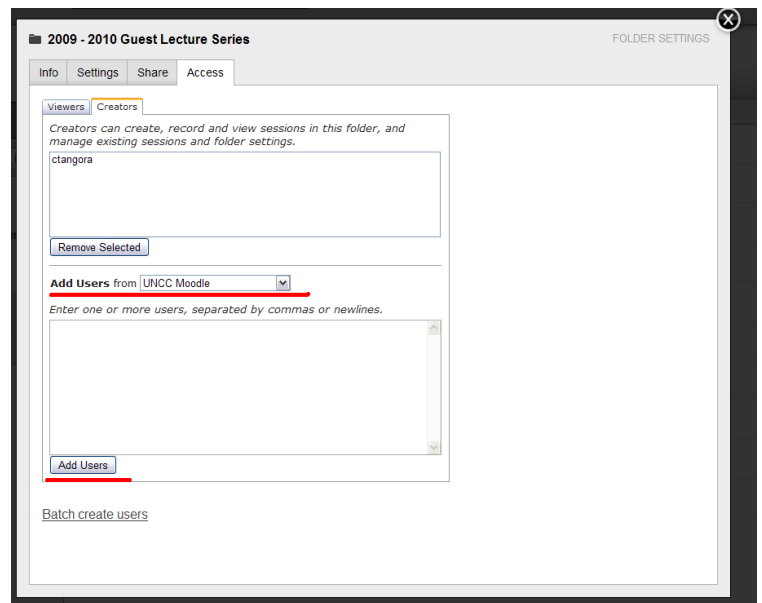 2009 - 2010 Guest Lecture Series
FOLDER SETTINGS
Info Settings Share Access
Viewers Creators
Creators can create, record and view sessions in this folder, and
manage existing sessions and folder settings.
ctangora
Remove Selected
Add Users from UNCC Moodle
Enter one or more users, separated by commas or newlines.
Add Users
Batch create users